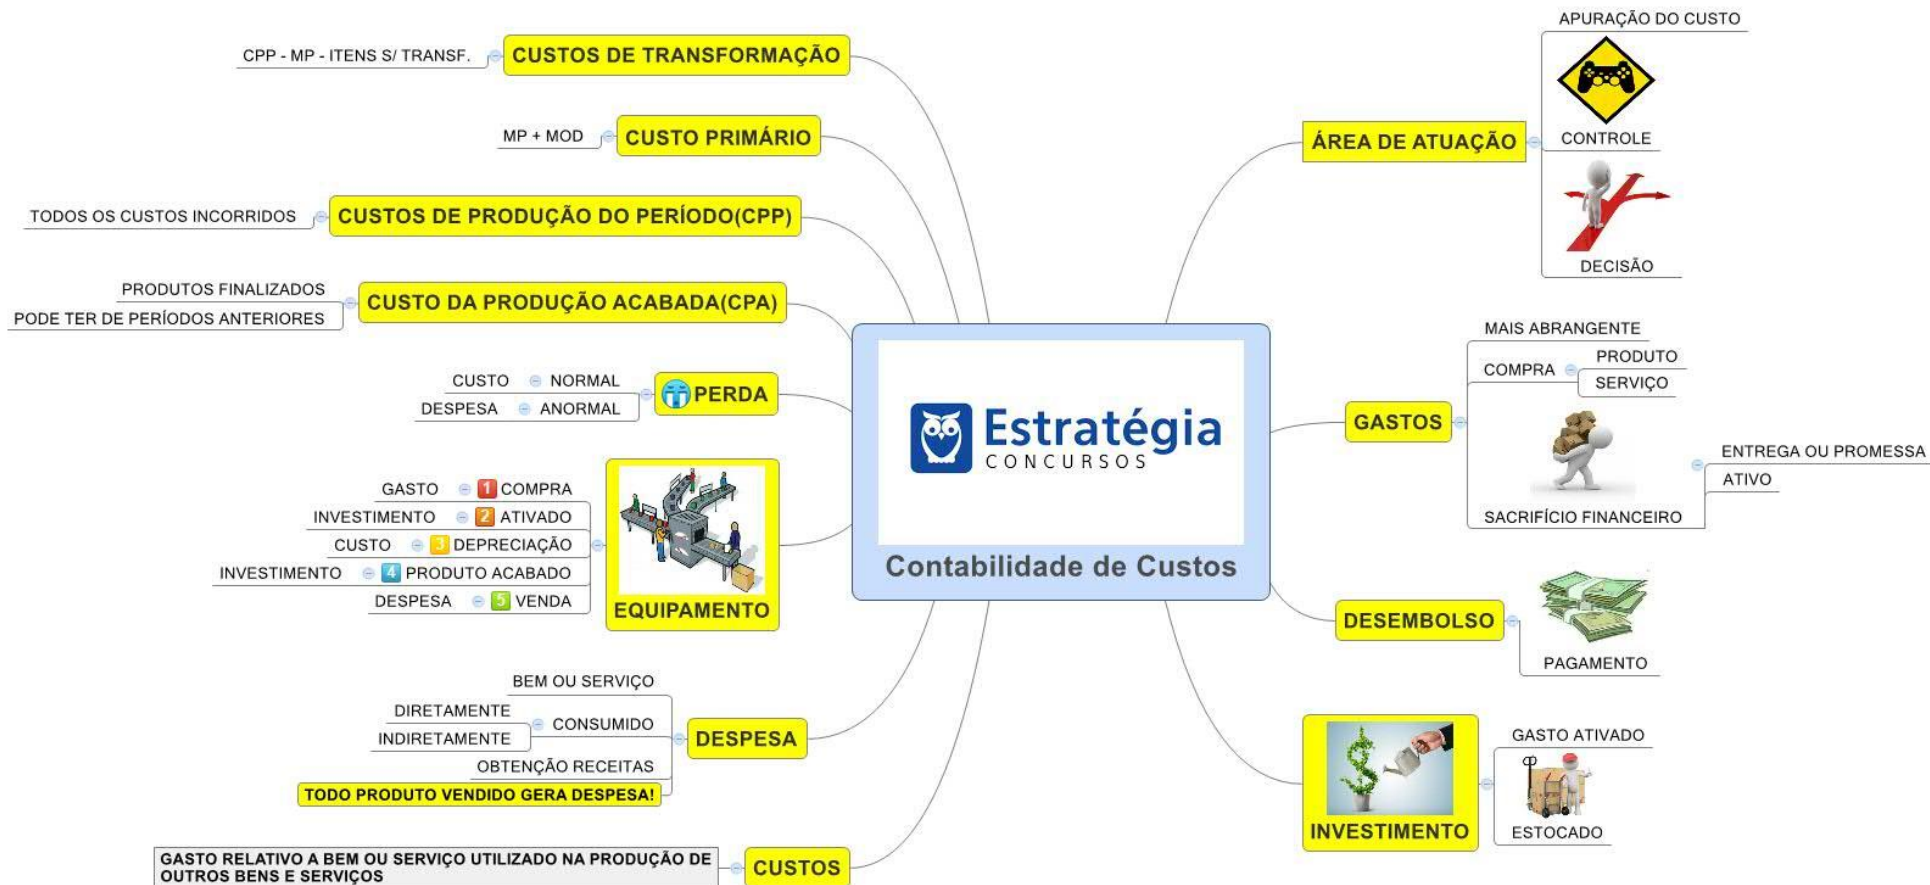 CUSTOS DE TRANSFORMAÇÃO
CPP - MP - ITENS S/ TRANSF.
CUSTO PRIMÁRIO
MP + MOD
CUSTOS DE PRODUÇÃO DO PERÍODO(CPP)
TODOS OS CUSTOS INCORRIDOS
CUSTO DA PRODUÇÃO ACABADA(CPA)
PRODUTOS FINALIZADOS
PODE TER DE PERÍODOS ANTERIORES
PERDA
CUSTO NORMAL
DESPESA ANORMAL
EQUIPAMENTO
GASTO 1 COMPRA
INVESTIMENTO 2 ATIVADO
CUSTO 3 DEPRECIAÇÃO
INVESTIMENTO 4 PRODUTO ACABADO
DESPESA 5 VENDA
DESPESA
BEM OU SERVIÇO
CONSUMIDO
DIRETAMENTE
INDIRETAMENTE
OBTENÇÃO RECEITAS
TODO PRODUTO VENDIDO GERA DESPESA!
CUSTOS
GASTO RELATIVO A BEM OU SERVIÇO UTILIZADO NA PRODUÇÃO DE
OUTROS BENS E SERVIÇOS
Estratégia
CONCURSOS
Contabilidade de Custos
ÁREA DE ATUAÇÃO
APURAÇÃO DO CUSTO
CONTROLE
DECISÃO
GASTOS
MAIS ABRANGENTE
COMPRA
PRODUTO
SERVIÇO
SACRIFÍCIO FINANCEIRO
ENTREGA OU PROMESSA
ATIVO
DESEMBOLSO
PAGAMENTO
INVESTIMENTO
GASTO ATIVADO
ESTOCADO